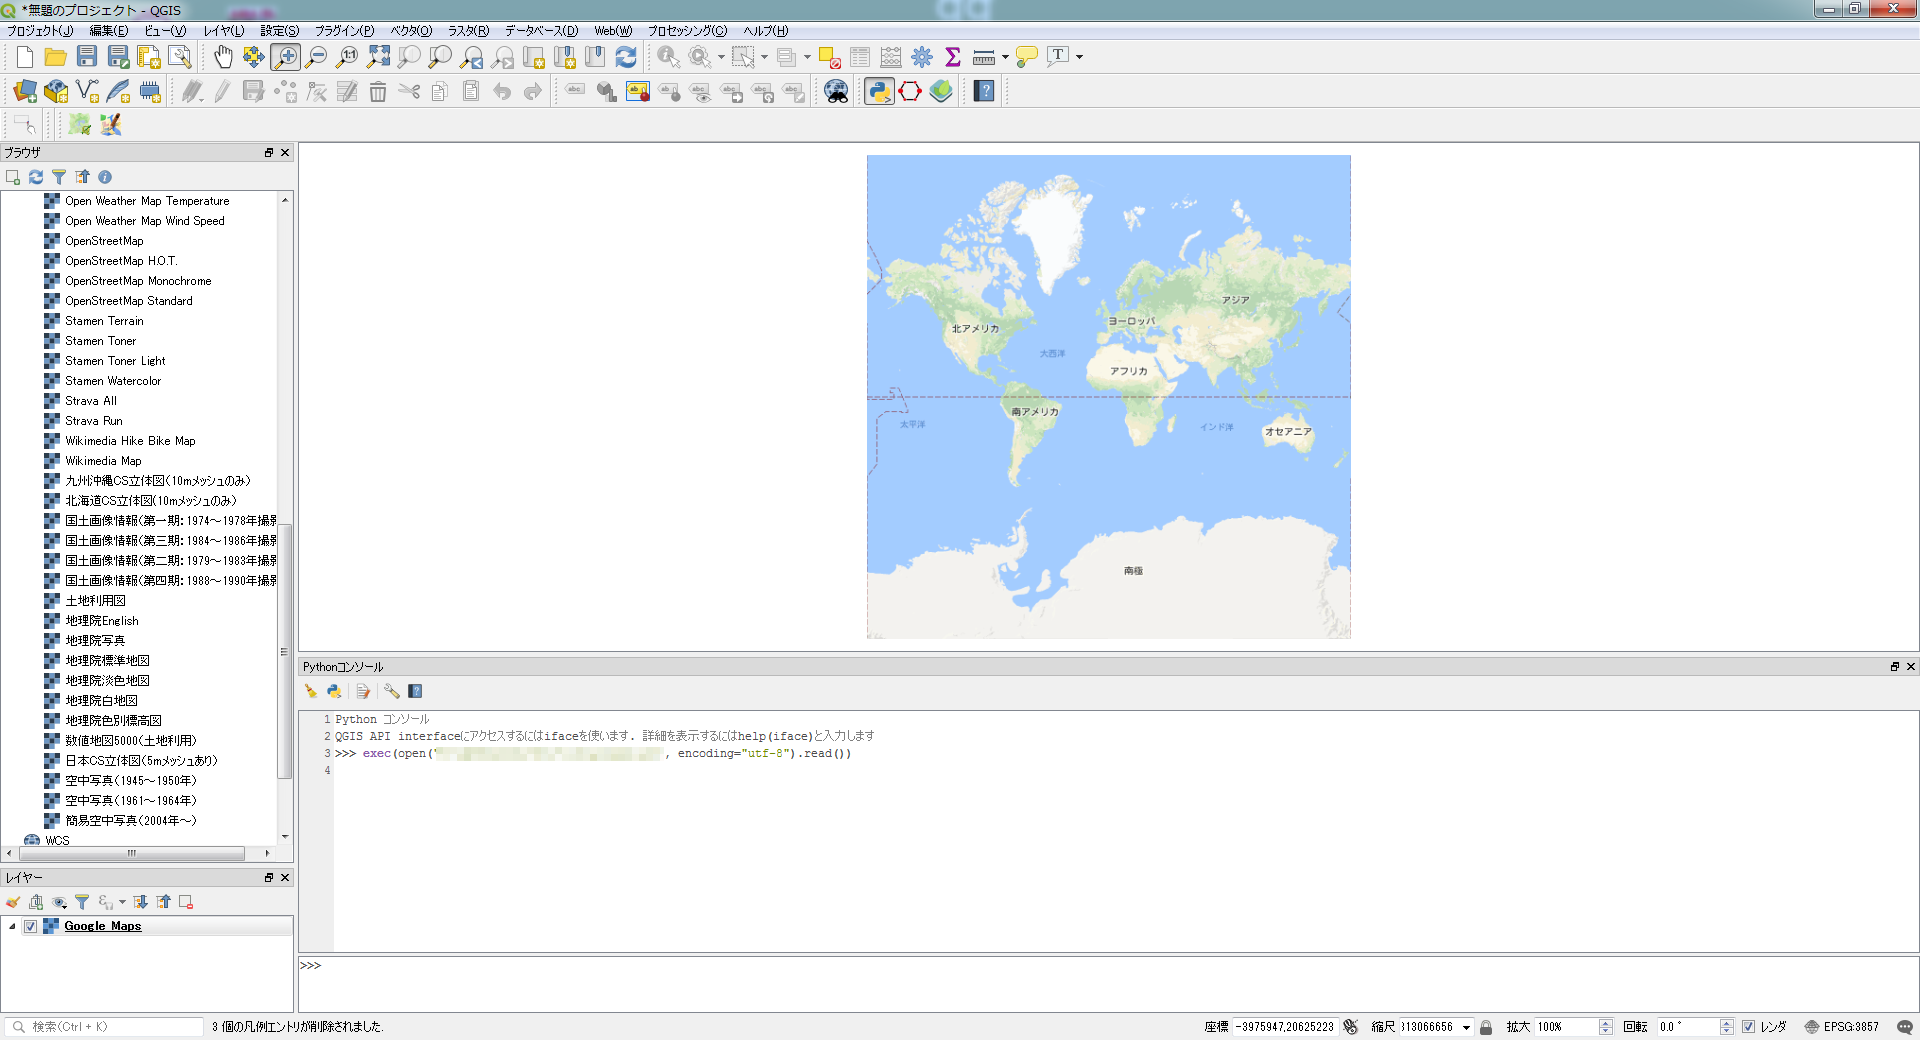 *無題のプロジェクト - QGIS
プロジェクト(J) 編集(E) ビュー(V) レイヤ(L) 設定(S) プラグイン(P) ベクタ(O) ラスタ(R) データベース(D) Web(W) プロセッシング(C) ヘルプ(H)
ブラウザ
Open Weather Map Temperature
Open Weather Map Wind Speed
OpenStreetMap
OpenStreetMap H.O.T.
OpenStreetMap Monochrome
OpenStreetMap Standard
Stamen Terrain
Stamen Toner
Stamen Toner Light
Stamen Watercolor
Strava All
Strava Run
Wikimedia Hike Bike Map
Wikimedia Map
九州沖縄CS立体図(10mメッシュのみ)
北海道CS立体図(10mメッシュのみ)
国土画像情報(第一期: 1974～1978年撮影
国土画像情報(第三期: 1984～1986年撮影
国土画像情報(第二期: 1979～1983年撮影
国土画像情報(第四期: 1988～1990年撮影
土地利用図
地理院English
地理院写真
地理院標準地図
地理院淡色地図
地理院白地図
地理院色別標高図
数値地図5000(土地利用)
日本CS立体図(5mメッシュあり)
空中写真(1945～1950年)
空中写真(1961～1964年)
簡易空中写真(2004年～)
WCS
レイヤー
Google Maps
北アメリカ
ヨーロッパ
アジア
大西洋
アフリカ
南アメリカ
太平洋
インド洋
オセアニア
南極
Pythonコンソール
1 Python コンソール
2 QGIS API interfaceにアクセスするにはifaceを使います. 詳細を表示するにはhelp(iface)と入力します
3 >>> exec(open(" , encoding="utf-8").read())
4
>>>
検索(Ctrl + K) 3 個の凡例エントリが削除されました. 座標 -3975947,20625223 縮尺 313066656 拡大 100% 回転 0.0 ° レンダ EPSG:3857